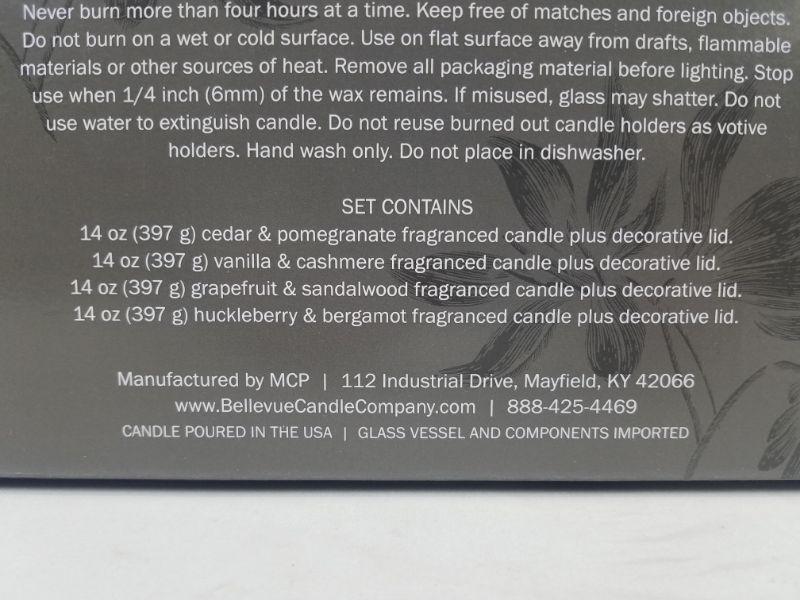 Never burn more than four hours at a time. Keep free of matches and foreign objects.
Do not burn on a wet or cold surface. Use on flat surface away from drafts, flammable
materials or other sources of heat. Remove all packaging material before lighting. Stop
use when 1/4 inch (6mm) of the wax remains. If misused, glass may shatter. Do not
use water to extinguish candle. Do not reuse burned out candle holders as votive
holders. Hand wash only. Do not place in dishwasher.
SET CONTAINS
14 oz (397 g) cedar & pomegranate fragranced candle plus decorative lid.
14 oz (397 g) vanilla & cashmere fragranced candle plus decorative lid.
14 oz (397 g) grapefruit & sandalwood fragranced candle plus decorative lid.
14 oz (397 g) huckleberry & bergamot fragranced candle plus decorative lid.
Manufactured by MCP | 112 Industrial Drive, Mayfield, KY 42066
www.BellevueCandleCompany.com | 888-425-4469
CANDLE POURED IN THE USA | GLASS VESSEL AND COMPONENTS IMPORTED